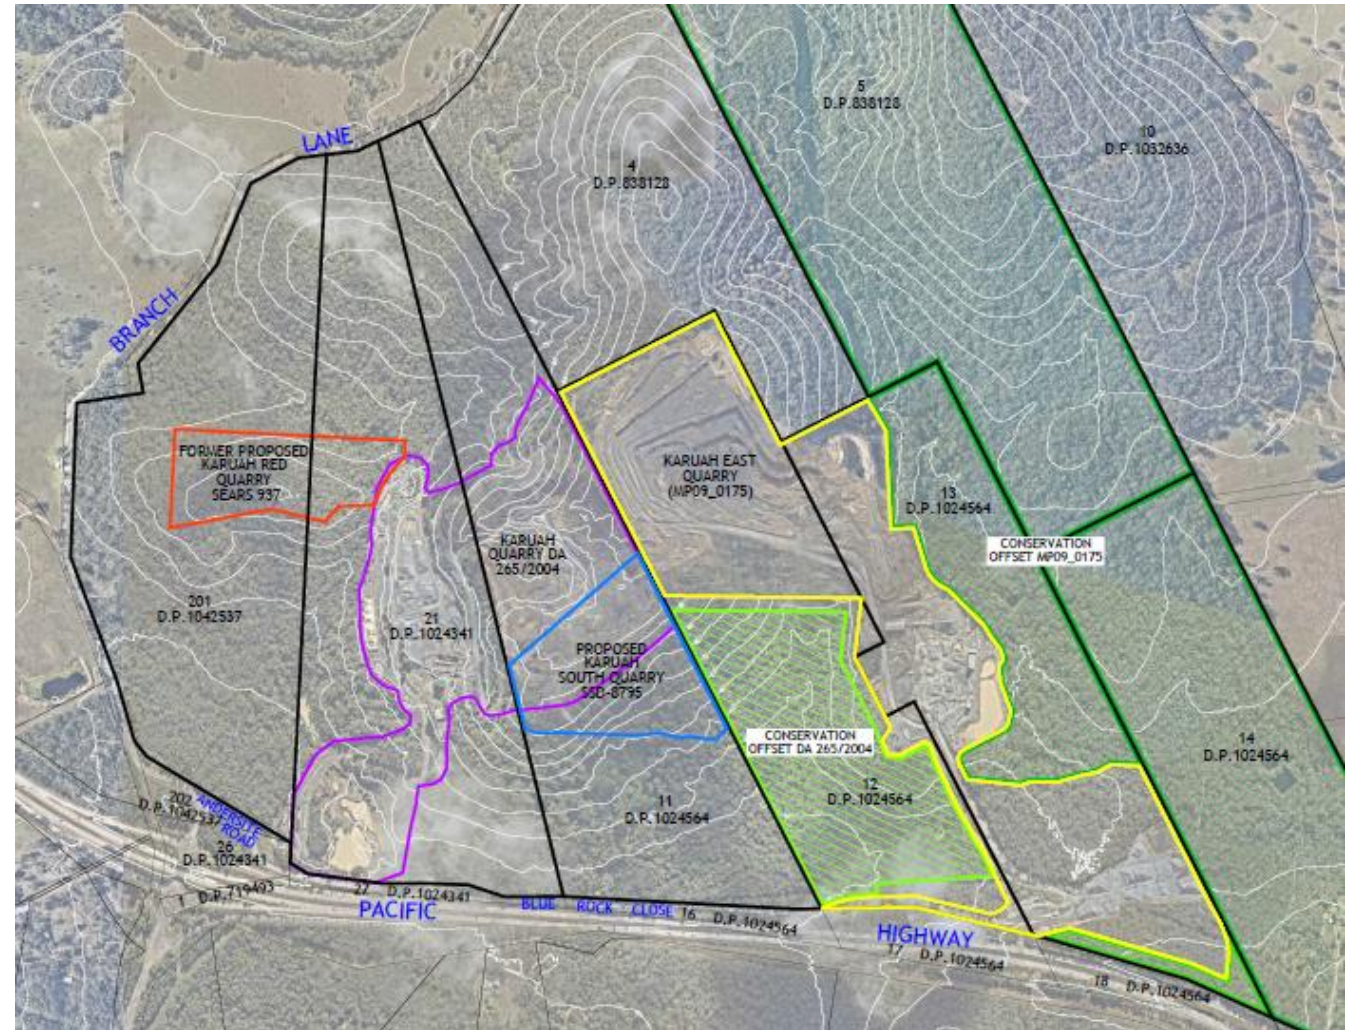 5
D.P.838128
10
D.P.1032636
LANE
4
D.P.838128
BRANCH
FORMER PROPOSED
KARUAH RED
QUARRY
SEARS 937
KARUAH EAST
QUARRY
(MP09_0175)
13
D.P.1024564
KARUAH
QUARRY DA
265/2004
CONSERVATION
OFFSET MP09_0175
201
D.P.1042537
21
D.P.1024341
PROPOSED
KARUAH
SOUTH QUARRY
SSD-8795
CONSERVATION
OFFSET DA 265/2004
14
D.P.1024564
12
D.P.1024564
11
D.P.1024564
202
D.P.1042537
ANDERSITE
ROAD
26
D.P.1024341
1 D.P.719493
27 D.P.1024341
PACIFIC
BLUE ROCK CLOSE
16 D.P.1024564
HIGHWAY
17 D.P.1024564
18 D.P.1024564